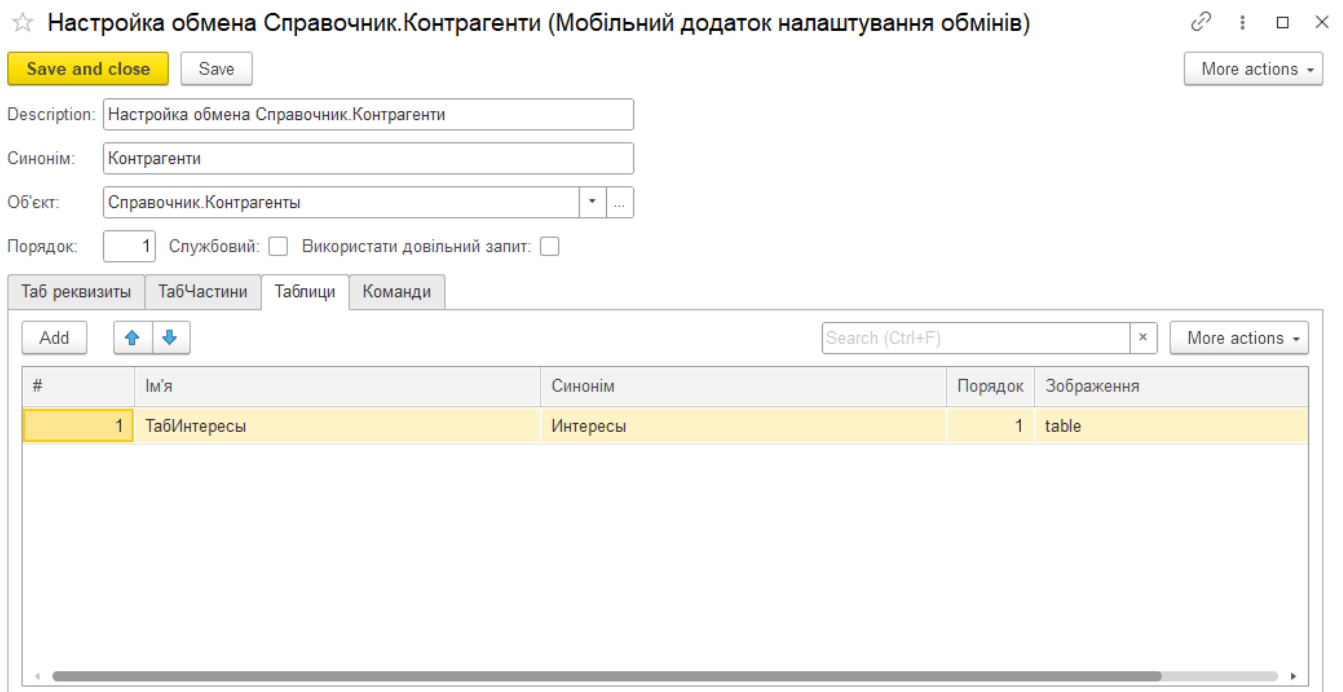 Настройка обмена Справочник.Контрагенти (Мобільний додаток налаштування обмінів)
Save and close Save More actions
Description: Настройка обмена Справочник.Контрагенти
Синонім: Контрагенти
Об'єкт: Справочник.Контрагенты ...
Порядок: 1 Службовий: Використати довільний запит:
Таб реквизиты ТабЧастини Таблици Команди
Add Search (Ctrl+F) × More actions
# Ім'я Синонім Порядок Зображення
1 ТабИнтересы Интересы 1 table